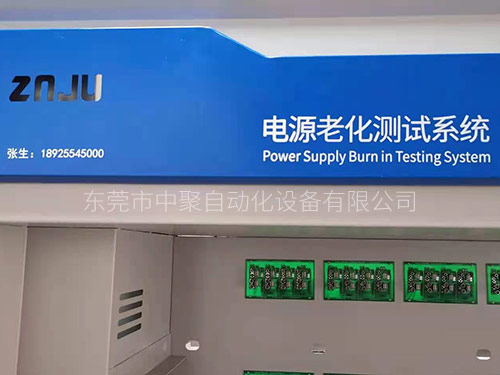 ZNJU
电源老化测试系统
张生：18925545000
Power Supply Burn in Testing System
东莞市中聚自动化设备有限公司